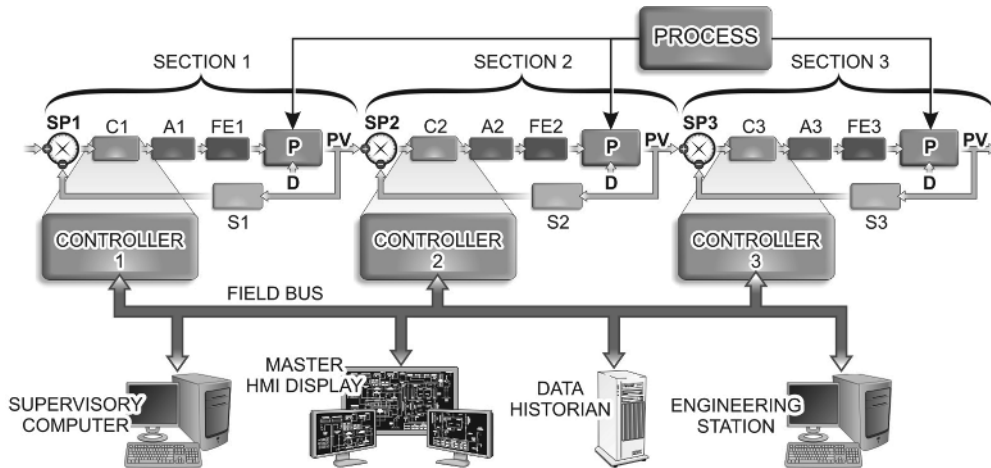 PROCESS
SECTION 1
SECTION 2
SECTION 3
SP1 C1 A1 FE1 P PV D S1
SP2 C2 A2 FE2 P PV D S2
SP3 C3 A3 FE3 P PV D S3
CONTROLLER
1
CONTROLLER
2
CONTROLLER
3
FIELD BUS
SUPERVISORY
COMPUTER
MASTER
HMI DISPLAY
DATA
HISTORIAN
ENGINEERING
STATION